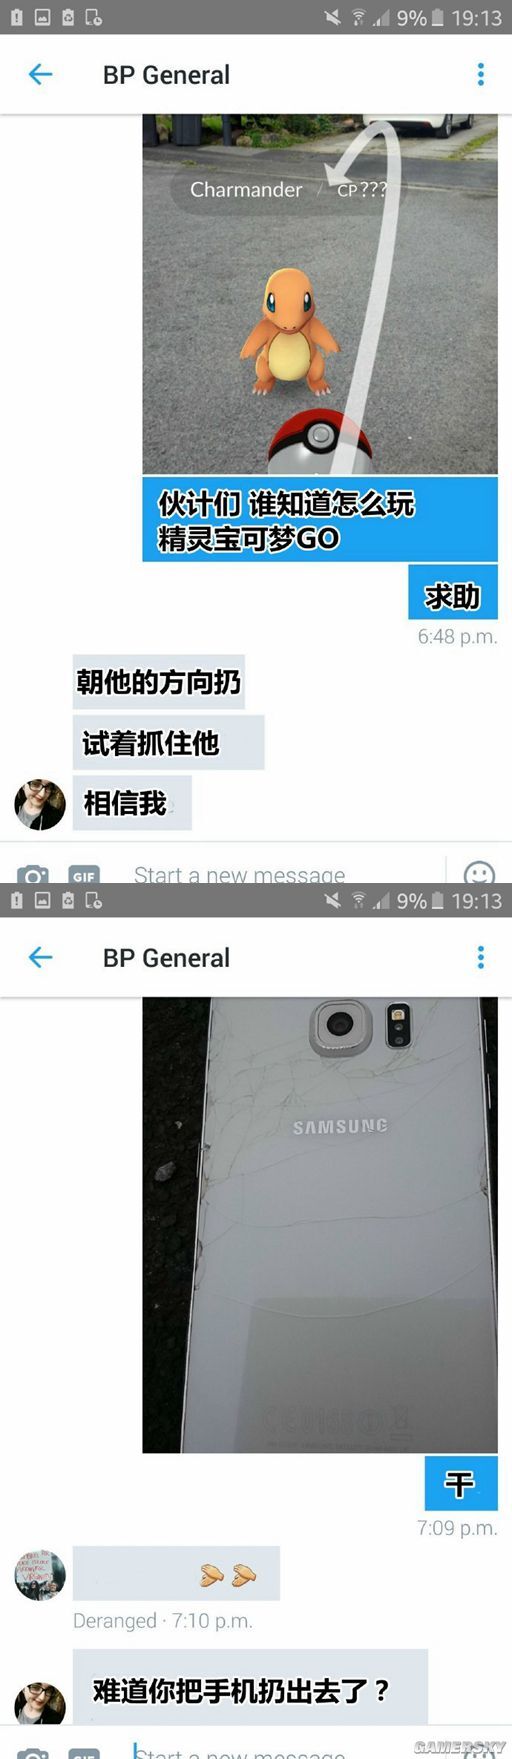 9% 19:13
BP General
Charmander / CP???
伙计们 谁知道怎么玩
精灵宝可梦GO
求助
6:48 p.m.
朝他的方向扔
试着抓住他
相信我
GIF Start a new message
9% 19:13
BP General
SAMSUNG
干
7:09 p.m.
Deranged · 7:10 p.m.
难道你把手机扔出去了？
Start a new message
GAMERSKY